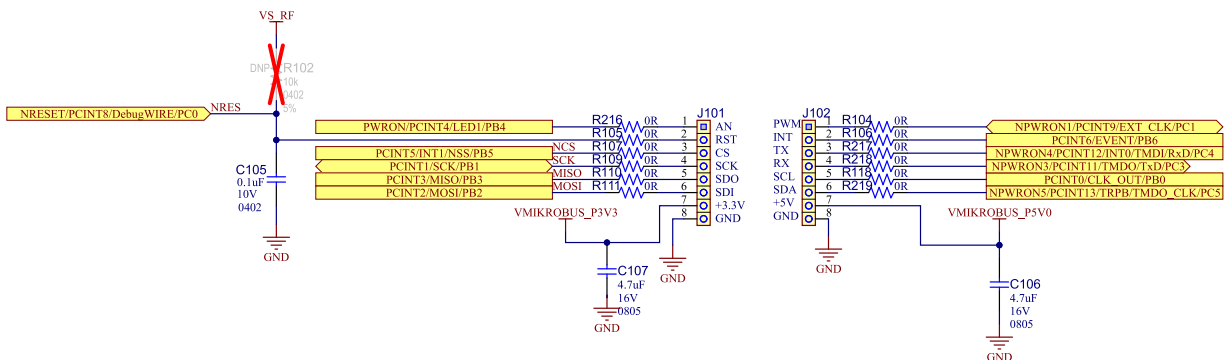 VS_RF
DNP R102
10k
0402
5%
NRESET/PCINT8/DebugWIRE/PC0
NRES
C105
0.1uF
10V
0402
GND
J101
PWRON/PCINT4/LED1/PB4 R216 0R 1 AN
R105 0R 2 RST
PCINT5/INT1/NSS/PB5 NCS R107 0R 3 CS
PCINT1/SCK/PB1 SCK R109 0R 4 SCK
PCINT3/MISO/PB3 MISO R110 0R 5 SDO
PCINT2/MOSI/PB2 MOSI R111 0R 6 SDI
7 +3.3V
8 GND
VMIKROBUS_P3V3
C107
4.7uF
16V
0805
GND
GND
J102
PWM 1 R104 0R NPWRON1/PCINT9/EXT_CLK/PC1
INT 2 R106 0R PCINT6/EVENT/PB6
TX 3 R217 0R NPWRON4/PCINT12/INT0/TMDI/RxD/PC4
RX 4 R218 0R NPWRON3/PCINT11/TMDO/TxD/PC3
SCL 5 R118 0R PCINT0/CLK_OUT/PB0
SDA 6 R219 0R NPWRON5/PCINT13/TRPB/TMDO_CLK/PC5
+5V 7
GND 8
GND
VMIKROBUS_P5V0
C106
4.7uF
16V
0805
GND